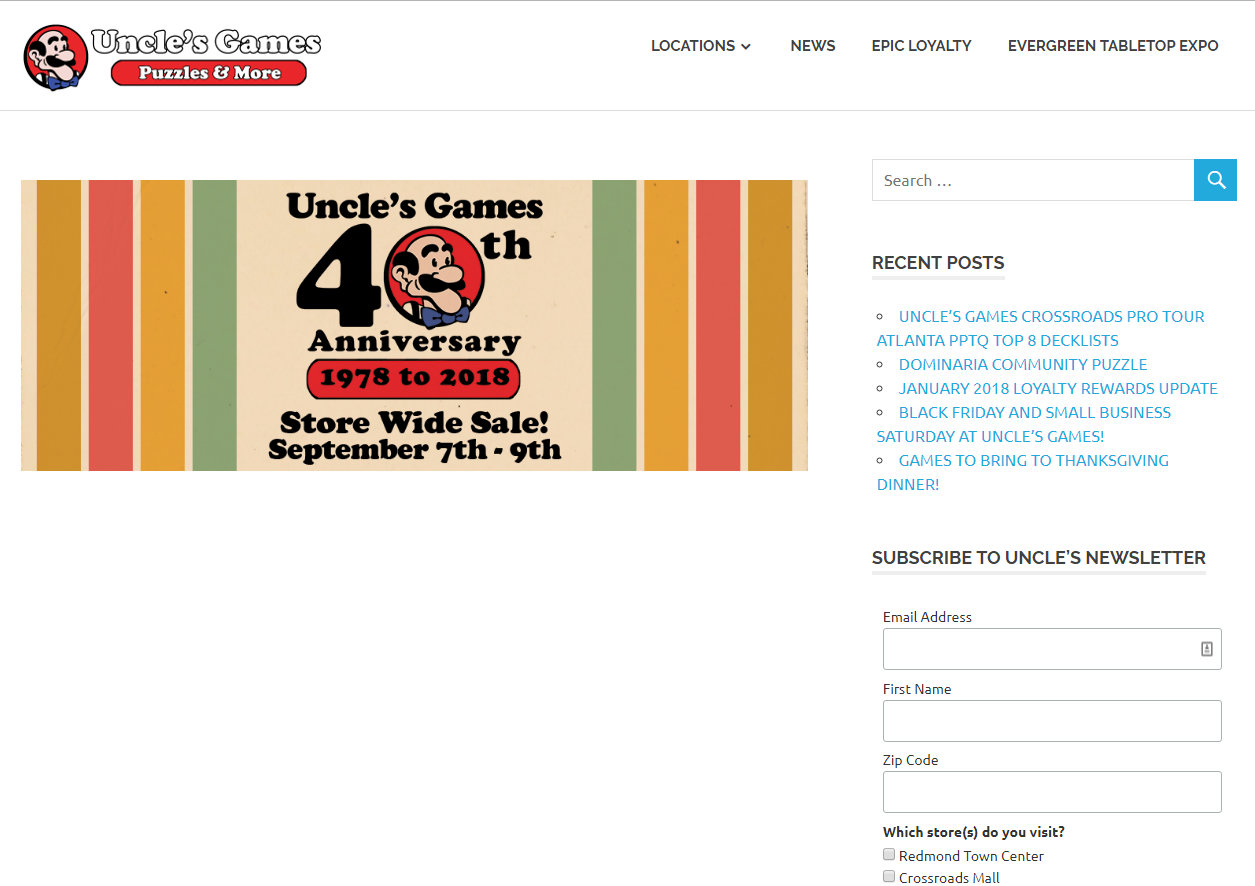 Uncle's Games
Puzzles & More
LOCATIONS
NEWS
EPIC LOYALTY
EVERGREEN TABLETOP EXPO
Uncle's Games
40th
Anniversary
1978 to 2018
Store Wide Sale!
September 7th - 9th
Search …
RECENT POSTS
UNCLE'S GAMES CROSSROADS PRO TOUR
ATLANTA PPTQ TOP 8 DECKLISTS
DOMINARIA COMMUNITY PUZZLE
JANUARY 2018 LOYALTY REWARDS UPDATE
BLACK FRIDAY AND SMALL BUSINESS
SATURDAY AT UNCLE'S GAMES!
GAMES TO BRING TO THANKSGIVING
DINNER!
SUBSCRIBE TO UNCLE'S NEWSLETTER
Email Address
First Name
Zip Code
Which store(s) do you visit?
Redmond Town Center
Crossroads Mall